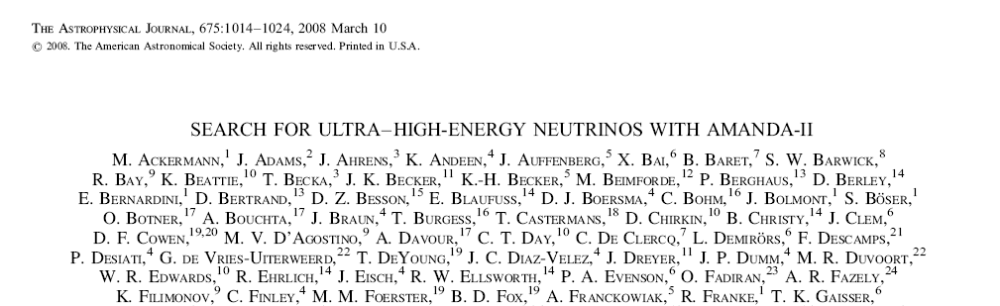 THE ASTROPHYSICAL JOURNAL, 675:1014–1024, 2008 March 10
© 2008. The American Astronomical Society. All rights reserved. Printed in U.S.A.
SEARCH FOR ULTRA–HIGH-ENERGY NEUTRINOS WITH AMANDA-II
M. Ackermann,1 J. Adams,2 J. Ahrens,3 K. Andeen,4 J. Auffenberg,5 X. Bai,6 B. Baret,7 S. W. Barwick,8
R. Bay,9 K. Beattie,10 T. Becka,3 J. K. Becker,11 K.-H. Becker,5 M. Beimforde,12 P. Berghaus,13 D. Berley,14
E. Bernardini,1 D. Bertrand,13 D. Z. Besson,15 E. Blaufuss,14 D. J. Boersma,4 C. Bohm,16 J. Bolmont,1 S. Böser,1
O. Botner,17 A. Bouchta,17 J. Braun,4 T. Burgess,16 T. Castermans,18 D. Chirkin,10 B. Christy,14 J. Clem,6
D. F. Cowen,19,20 M. V. D'Agostino,9 A. Davour,17 C. T. Day,10 C. De Clercq,7 L. Demirörs,6 F. Descamps,21
P. Desiati,4 G. de Vries-Uiterweerd,22 T. DeYoung,19 J. C. Diaz-Velez,4 J. Dreyer,11 J. P. Dumm,4 M. R. Duvoort,22
W. R. Edwards,10 R. Ehrlich,14 J. Eisch,4 R. W. Ellsworth,14 P. A. Evenson,6 O. Fadiran,23 A. R. Fazely,24
K. Filimonov,9 C. Finley,4 M. M. Foerster,19 B. D. Fox,19 A. Franckowiak,5 R. Franke,1 T. K. Gaisser,6